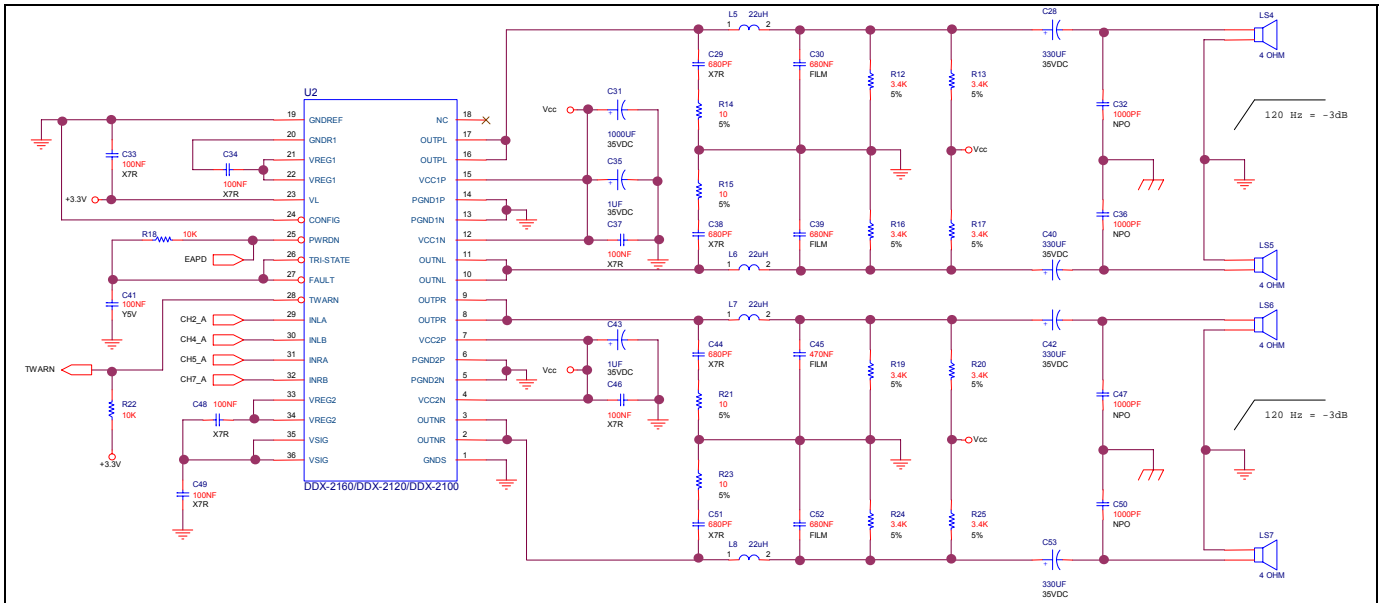 U2
DDX-2160/DDX-2120/DDX-2100
19 GNDREF
20 GNDR1
21 VREG1
22 VREG1
23 VL
24 CONFIG
25 PWRDN
26 TRI-STATE
27 FAULT
28 TWARN
29 INLA
30 INLB
31 INRA
32 INRB
33 VREG2
34 VREG2
35 VSIG
36 VSIG
NC 18
OUTPL 17
OUTPL 16
VCC1P 15
PGND1P 14
PGND1N 13
VCC1N 12
OUTNL 11
OUTNL 10
OUTPR 9
OUTPR 8
VCC2P 7
PGND2P 6
PGND2N 5
VCC2N 4
OUTNR 3
OUTNR 2
GNDS 1
C33
100NF
X7R
C34
100NF
X7R
+3.3V
R18 10K
EAPD
C41
100NF
Y5V
CH2_A
CH4_A
CH5_A
CH7_A
TWARN
R22
10K
+3.3V
C48 100NF
X7R
C49
100NF
X7R
Vcc
C31
+
1000UF
35VDC
C35
+
1UF
35VDC
C37
100NF
X7R
C43
+
1UF
35VDC
Vcc
C46
100NF
X7R
L5 22uH
1 2
C29
680PF
X7R
R14
10
5%
R15
10
5%
C38
680PF
X7R
L6 22uH
1 2
C30
680NF
FILM
C39
680NF
FILM
R12
3.4K
5%
R13
3.4K
5%
Vcc
R16
3.4K
5%
R17
3.4K
5%
C28
+
330UF
35VDC
C40
330UF
35VDC
+
C32
1000PF
NPO
C36
1000PF
NPO
LS4
4 OHM
120 Hz = -3dB
LS5
4 OHM
L7 22uH
1 2
C44
680PF
X7R
R21
10
5%
R23
10
5%
C51
680PF
X7R
L8 22uH
1 2
C45
470NF
FILM
C52
680NF
FILM
R19
3.4K
5%
R20
3.4K
5%
Vcc
R24
3.4K
5%
R25
3.4K
5%
+
C42
330UF
35VDC
C53
+
330UF
35VDC
C47
1000PF
NPO
C50
1000PF
NPO
LS6
4 OHM
120 Hz = -3dB
LS7
4 OHM